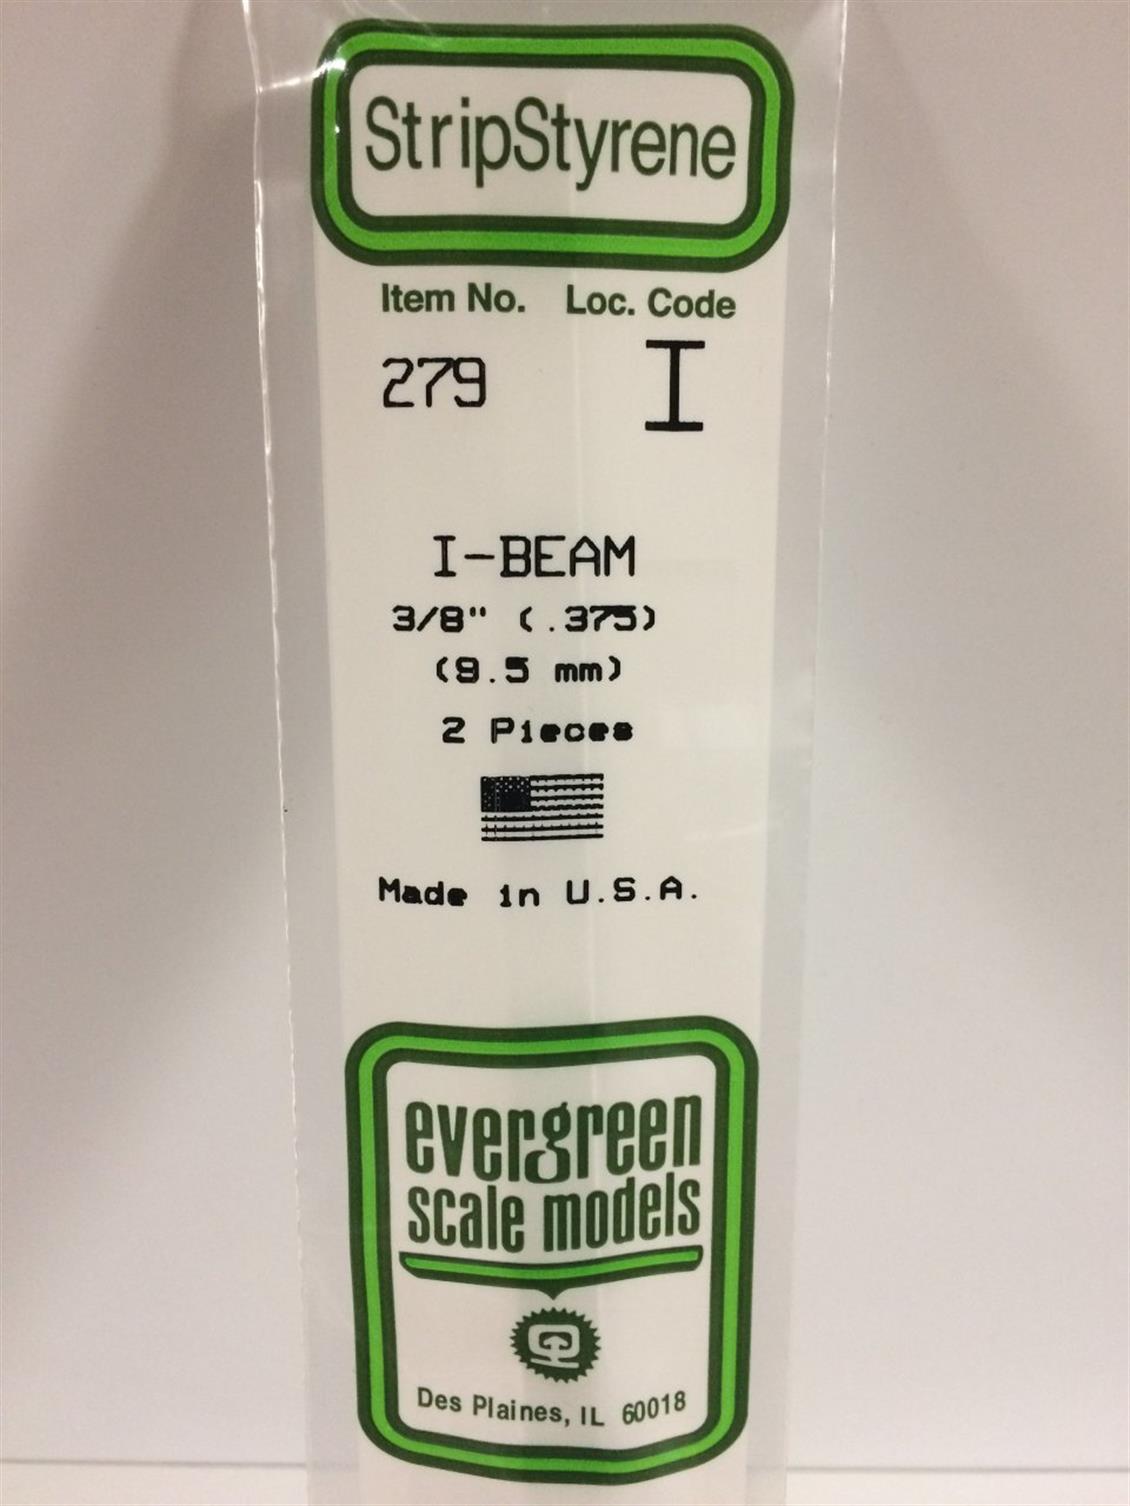 StripStyrene
Item No. Loc. Code
279 I
I-BEAM
3/8" (.375)
(9.5 mm)
2 Pieces
Made in U.S.A.
evergreen
scale models
Des Plaines, IL 60018